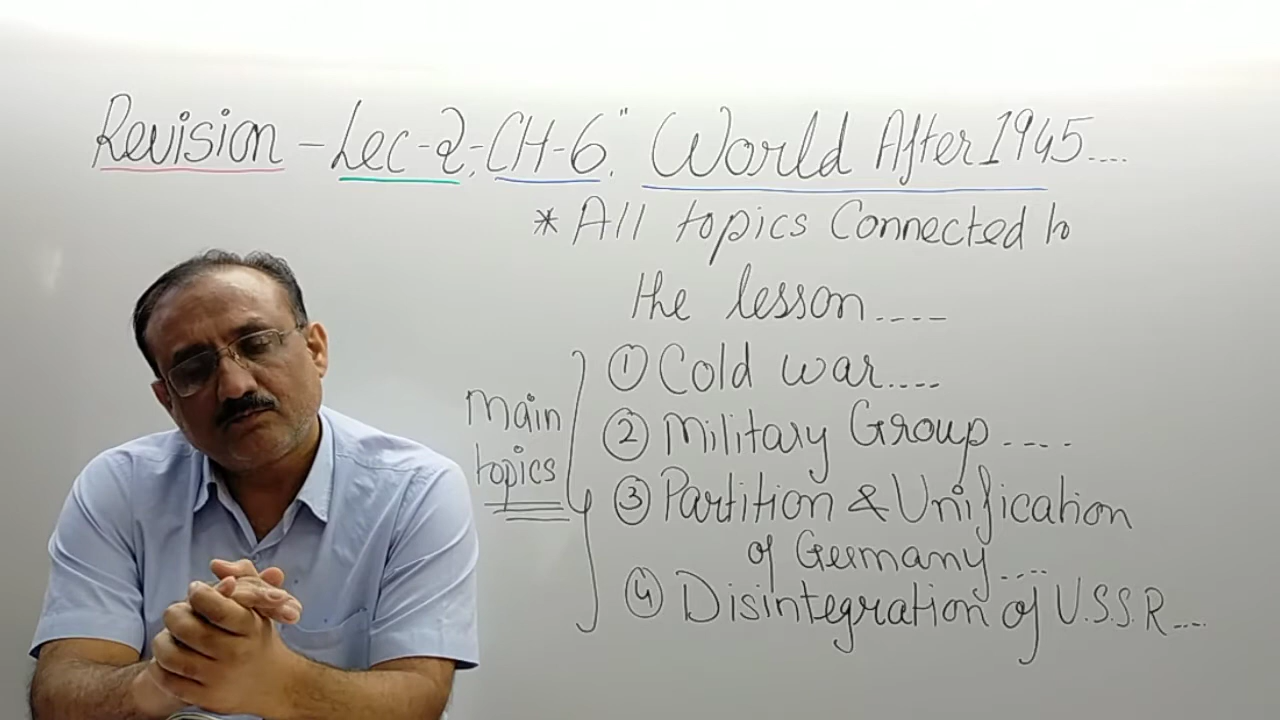 Revision - Lec-2, CH-6," World After 1945....
* All topics Connected to
the lesson ----
① Cold war....
main
② Military Group ----
topics
③ Partition & Unification
of Germany....
④ Disintegration of U.S.S.R ---